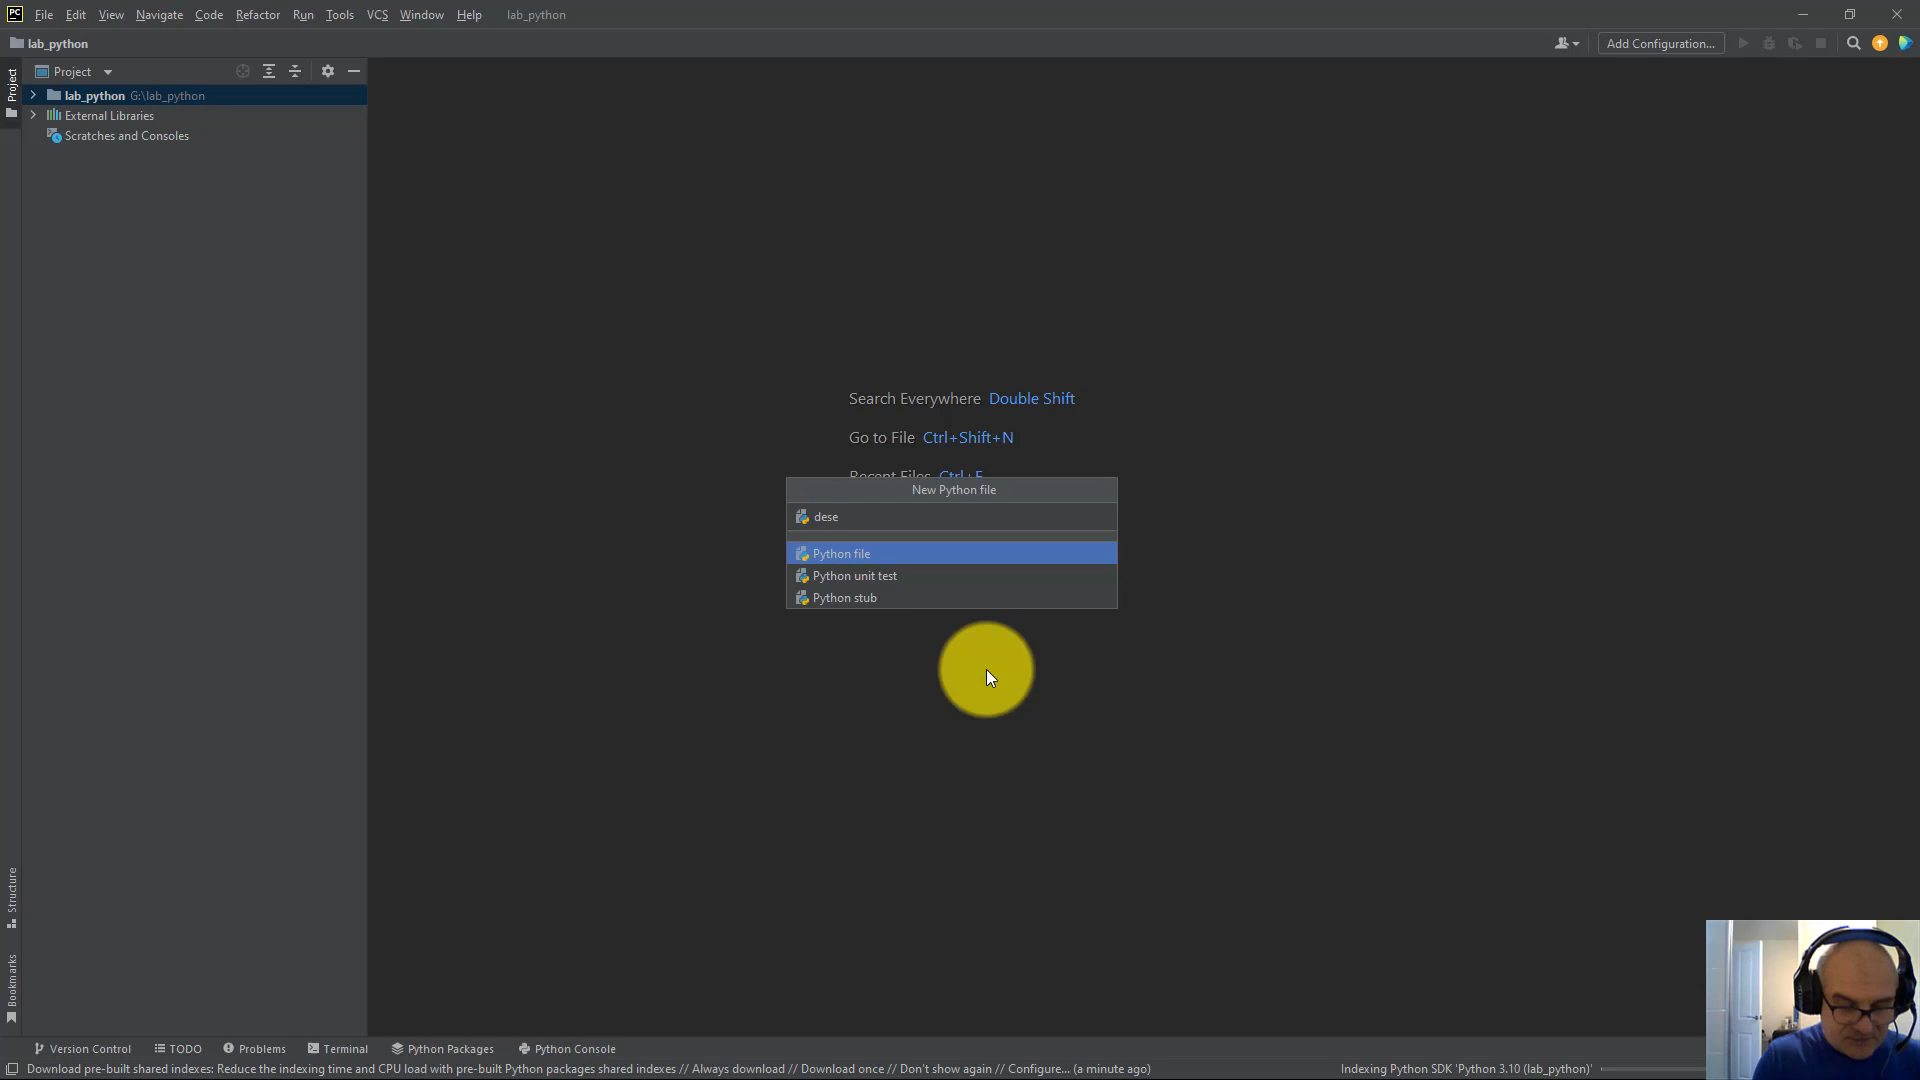 PC File Edit View Navigate Code Refactor Run Tools VCS Window Help lab_python
lab_python Add Configuration...
Project
Project
lab_python G:\lab_python
External Libraries
Scratches and Consoles
Search Everywhere Double Shift
Go to File Ctrl+Shift+N
Recent Files Ctrl+E
New Python file
dese
Python file
Python unit test
Python stub
Structure
Bookmarks
Version Control TODO Problems Terminal Python Packages Python Console
Download pre-built shared indexes: Reduce the indexing time and CPU load with pre-built Python packages shared indexes // Always download // Download once // Don't show again // Configure... (a minute ago) Indexing Python SDK 'Python 3.10 (lab_python)'